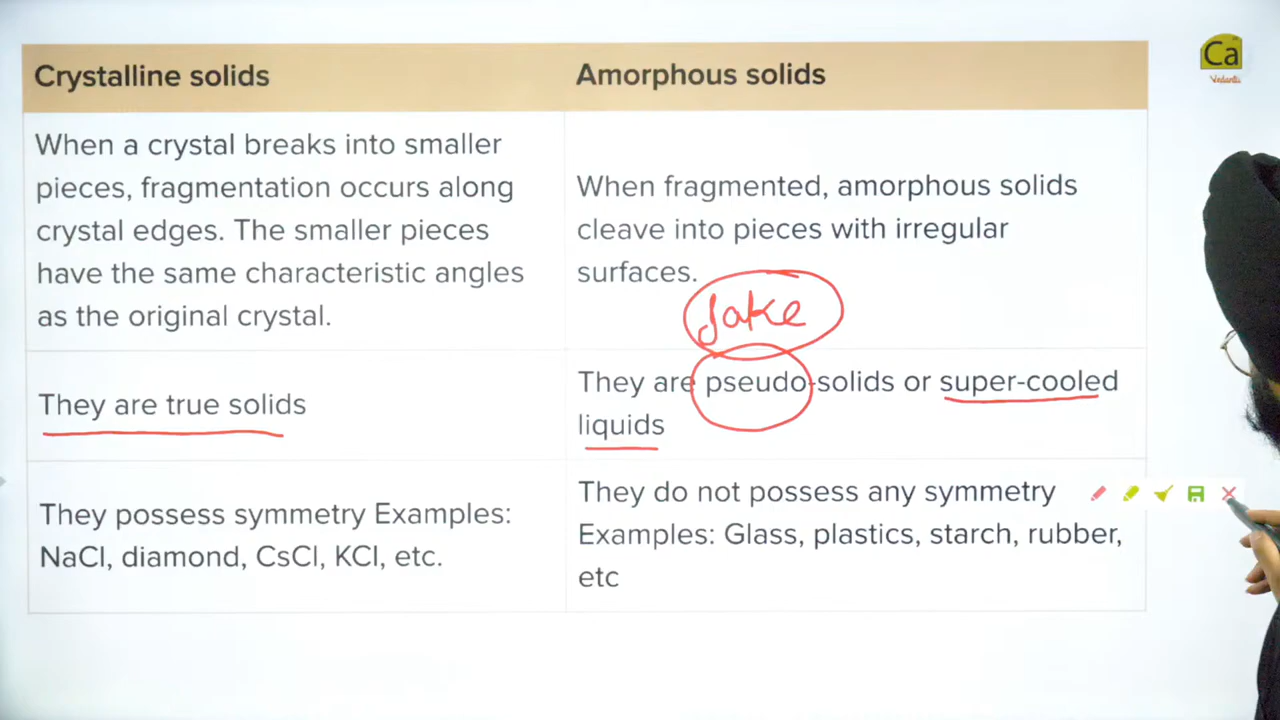 Ca
Vedantu
Crystalline solids
Amorphous solids
When a crystal breaks into smaller
pieces, fragmentation occurs along
crystal edges. The smaller pieces
have the same characteristic angles
as the original crystal.
When fragmented, amorphous solids
cleave into pieces with irregular
surfaces.
fake
They are true solids
They are pseudo-solids or super-cooled
liquids
They possess symmetry Examples:
NaCl, diamond, CsCl, KCl, etc.
They do not possess any symmetry
Examples: Glass, plastics, starch, rubber,
etc